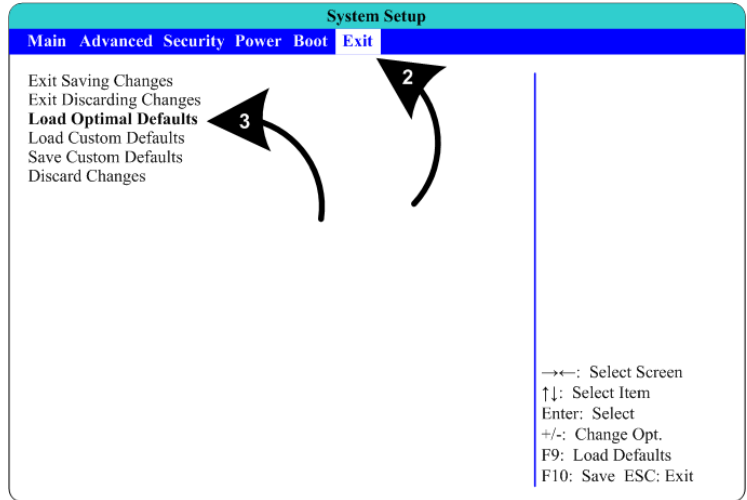 System Setup
Main Advanced Security Power Boot Exit
2
Exit Saving Changes
Exit Discarding Changes
Load Optimal Defaults
3
Load Custom Defaults
Save Custom Defaults
Discard Changes
→←: Select Screen
↑↓: Select Item
Enter: Select
+/-: Change Opt.
F9: Load Defaults
F10: Save ESC: Exit